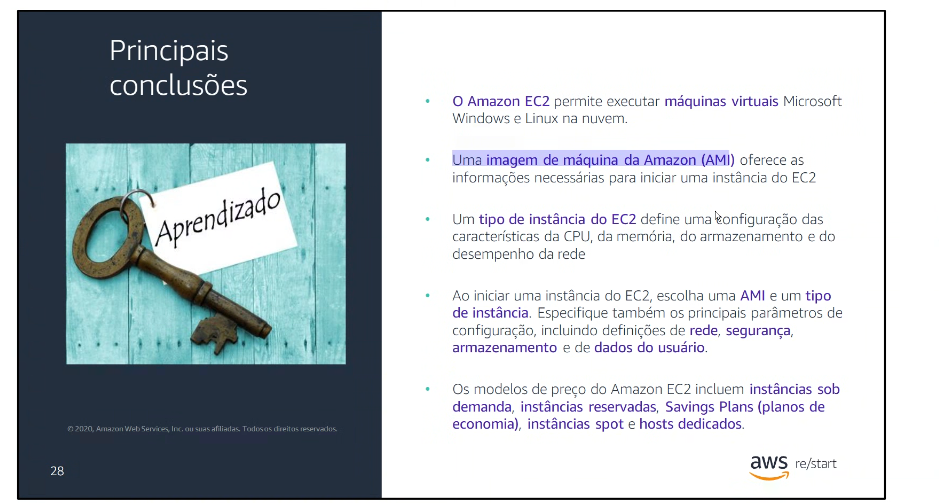 Principais
conclusões
Aprendizado
© 2020, Amazon Web Services, Inc. ou suas afiliadas. Todos os direitos reservados.
28
• O Amazon EC2 permite executar máquinas virtuais Microsoft
Windows e Linux na nuvem.
• Uma imagem de máquina da Amazon (AMI) oferece as
informações necessárias para iniciar uma instância do EC2
• Um tipo de instância do EC2 define uma configuração das
características da CPU, da memória, do armazenamento e do
desempenho da rede
• Ao iniciar uma instância do EC2, escolha uma AMI e um tipo
de instância. Especifique também os principais parâmetros de
configuração, incluindo definições de rede, segurança,
armazenamento e de dados do usuário.
• Os modelos de preço do Amazon EC2 incluem instâncias sob
demanda, instâncias reservadas, Savings Plans (planos de
economia), instâncias spot e hosts dedicados.
aws re/start